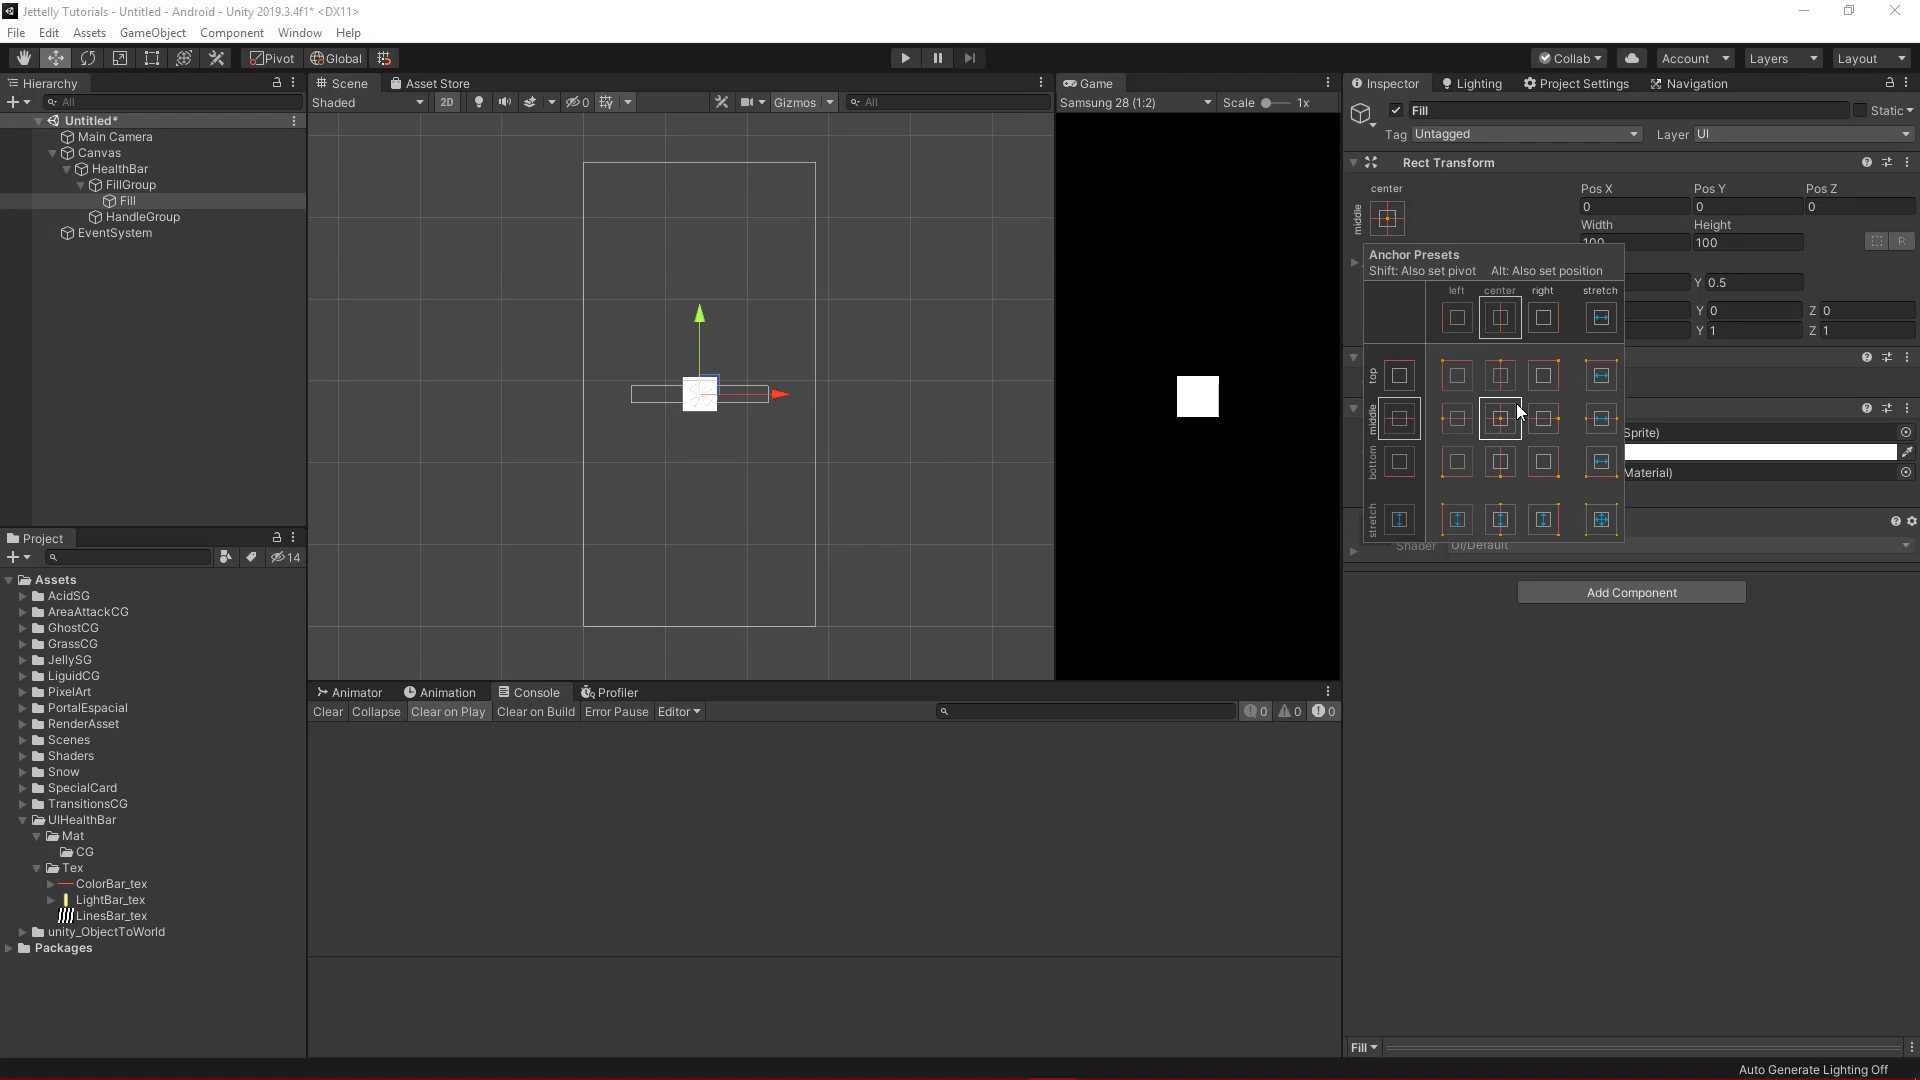 Jettelly Tutorials - Untitled - Android - Unity 2019.3.4f1* <DX11>
File Edit Assets GameObject Component Window Help
Pivot Global Collab Account Layers Layout
Hierarchy Scene Asset Store Game Inspector Lighting Project Settings Navigation
All Shaded 2D 0 Gizmos All Samsung 28 (1:2) Scale 1x Fill Static
Untitled*
Main Camera
Canvas
HealthBar
FillGroup
Fill
HandleGroup
EventSystem
Tag Untagged Layer UI
Rect Transform
center Pos X Pos Y Pos Z
middle 0 0 0
Width Height
100 100 R
Anchor Presets
Shift: Also set pivot Alt: Also set position
Y 0.5
left center right stretch
Y 0 Z 0
Y 1 Z 1
top
middle
Sprite)
bottom
Material)
stretch
Shader UI/Default
Add Component
Project
14
Assets
AcidSG
AreaAttackCG
GhostCG
GrassCG
JellySG
LiguidCG
PixelArt
PortalEspacial
RenderAsset
Scenes
Shaders
Snow
SpecialCard
TransitionsCG
UIHealthBar
Mat
CG
Tex
ColorBar_tex
LightBar_tex
LinesBar_tex
unity_ObjectToWorld
Packages
Animator Animation Console Profiler
Clear Collapse Clear on Play Clear on Build Error Pause Editor 0 0 0
Fill
Auto Generate Lighting Off